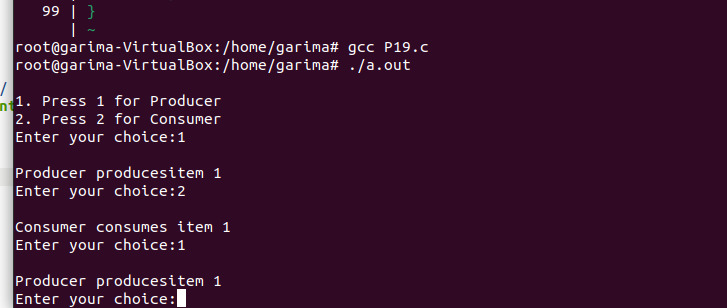 99 | }
| ~
root@garima-VirtualBox:/home/garima# gcc P19.c
root@garima-VirtualBox:/home/garima# ./a.out
/
nt
1. Press 1 for Producer
2. Press 2 for Consumer
Enter your choice:1
Producer producesitem 1
Enter your choice:2
Consumer consumes item 1
Enter your choice:1
Producer producesitem 1
Enter your choice: